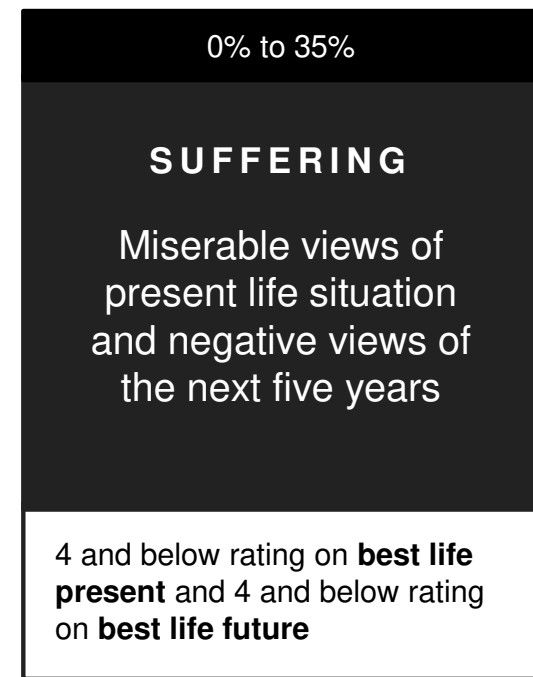 0% to 35%
SUFFERING
Miserable views of
present life situation
and negative views of
the next five years
4 and below rating on best life
present and 4 and below rating
on best life future